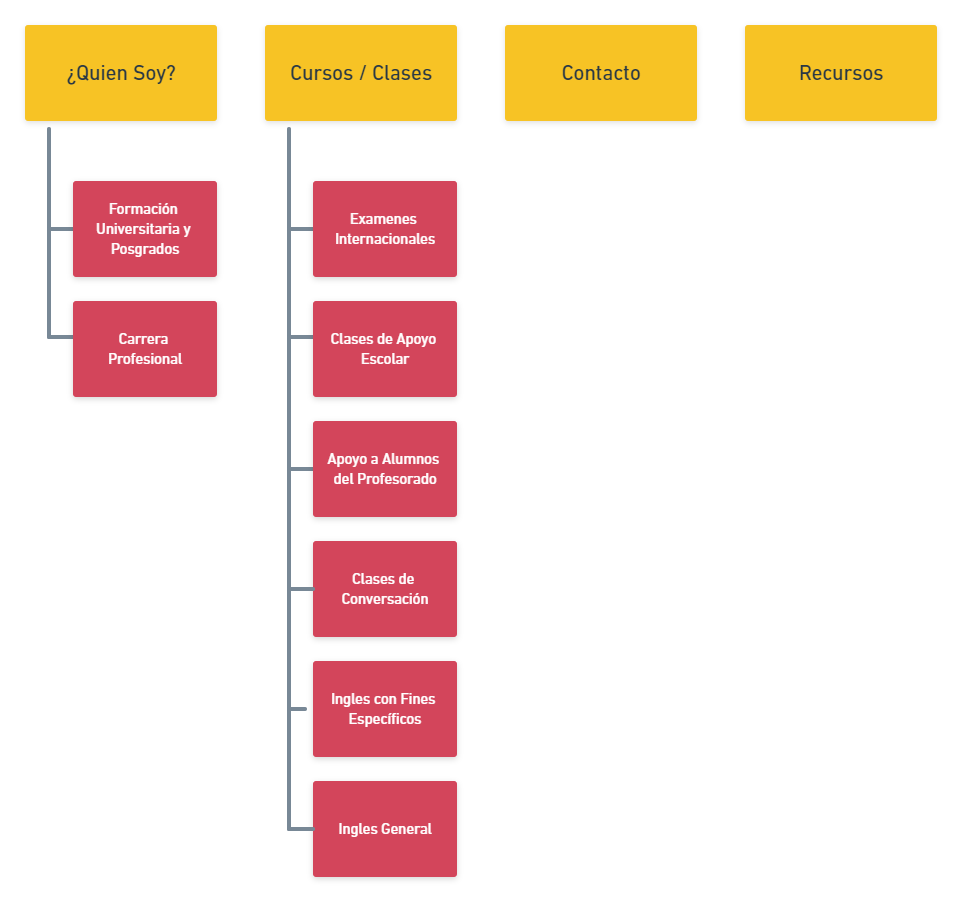 ¿Quien Soy?
Cursos / Clases
Contacto
Recursos
Formación
Universitaria y
Posgrados
Carrera
Profesional
Examenes
Internacionales
Clases de Apoyo
Escolar
Apoyo a Alumnos
del Profesorado
Clases de
Conversación
Ingles con Fines
Específicos
Ingles General